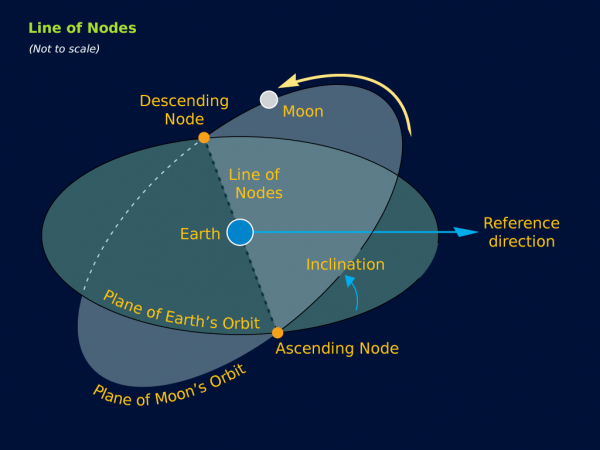 Line of Nodes
(Not to scale)
Descending
Node
Moon
Line of
Nodes
Earth
Reference
direction
Inclination
Plane of Earth’s Orbit
Ascending Node
Plane of Moon’s Orbit